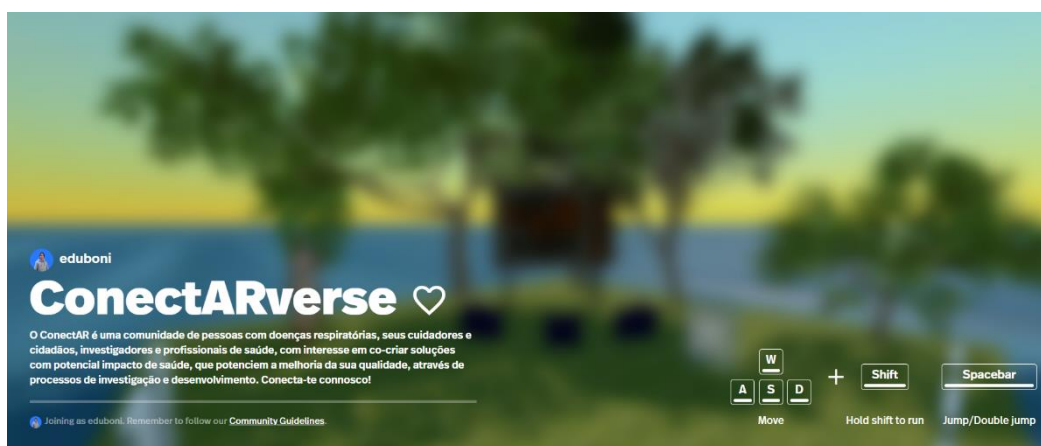 eduboni
ConectARverse
O ConectAR é uma comunidade de pessoas com doenças respiratórias, seus cuidadores e
cidadãos, investigadores e profissionais de saúde, com interesse em co-criar soluções
com potencial impacto de saúde, que potenciem a melhoria da sua qualidade, através de
processos de investigação e desenvolvimento. Conecta-te connosco!
Joining as eduboni. Remember to follow our Community Guidelines.
W
A S D + Shift Spacebar
Move Hold shift to run Jump/Double jump